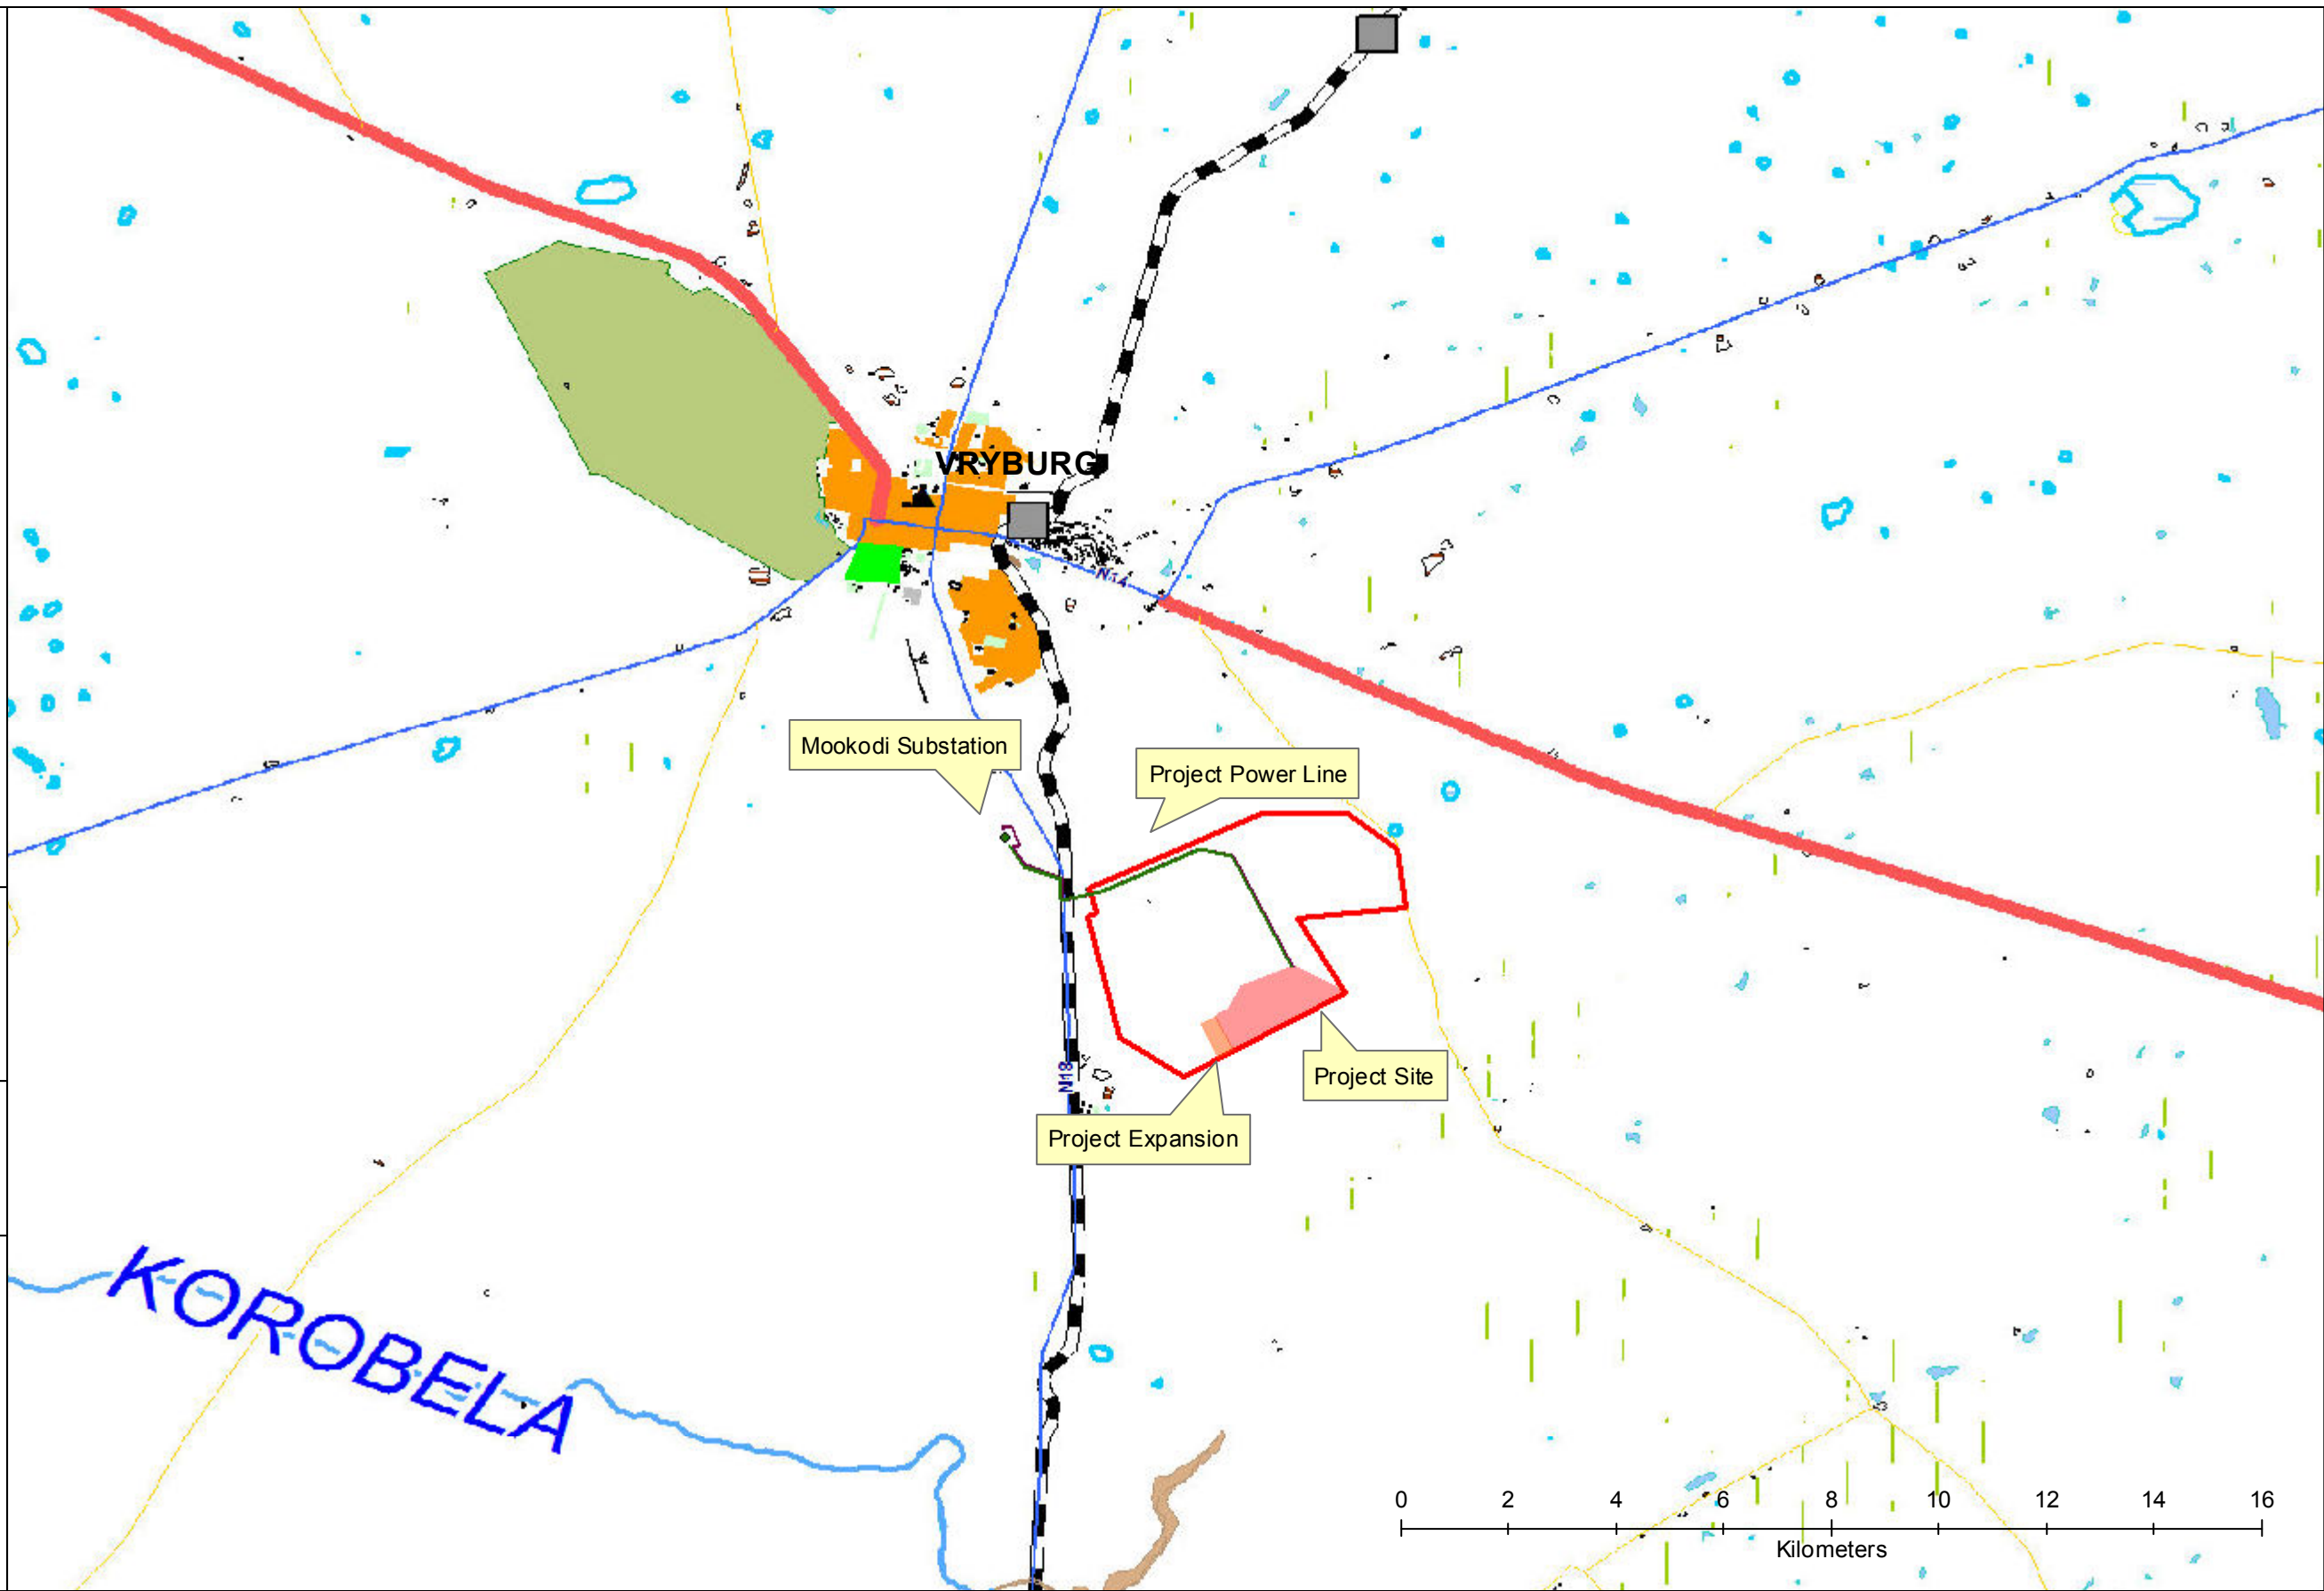 VRYBURG
N14
Mookodi Substation
Project Power Line
Project Site
N18
Project Expansion
KOROBELA
0 2 4 6 8 10 12 14 16
Kilometers